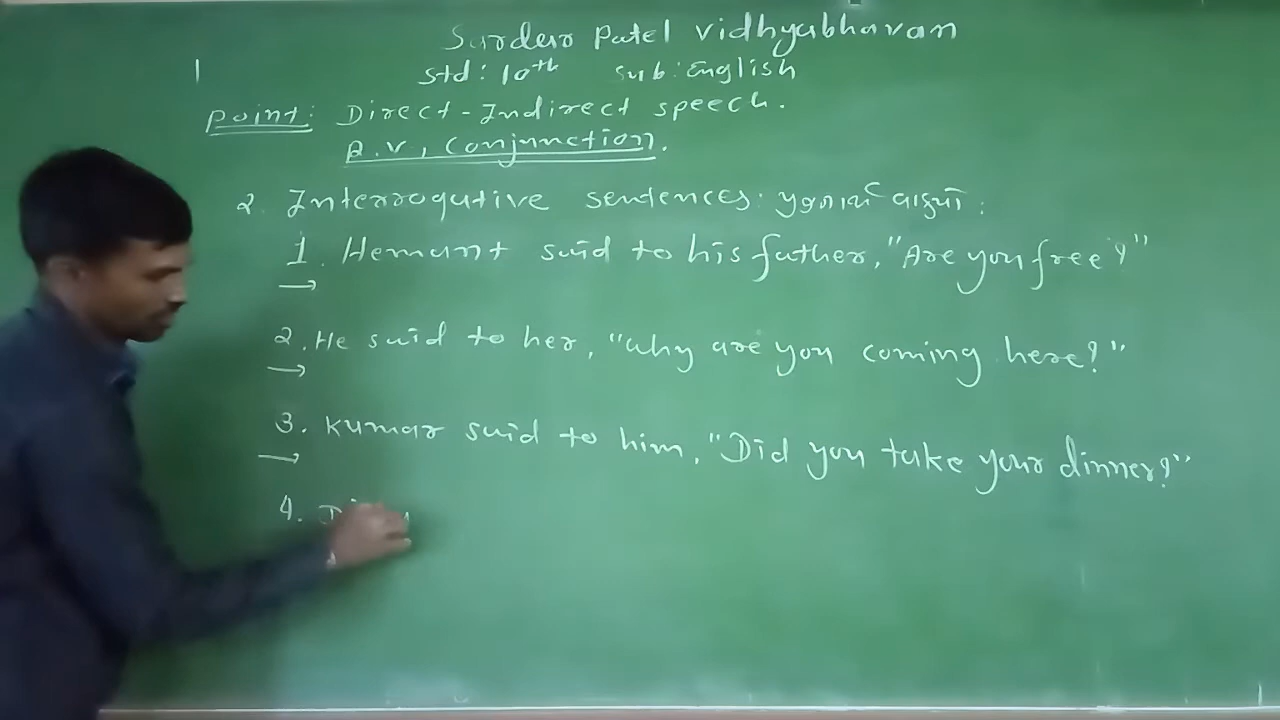 Sardar Patel Vidhyabhavan
Std: 10th Sub: English
Point: Direct-Indirect speech.
R.V, Conjunction.
2. Interrogative sentences: પ્રશ્નાર્થ વાક્યો:
1. Hemant said to his father, "Are you free?"
→
2. He said to her, "Why are you coming here?"
→
3. Kumar said to him, "Did you take your dinner?"
→
4.